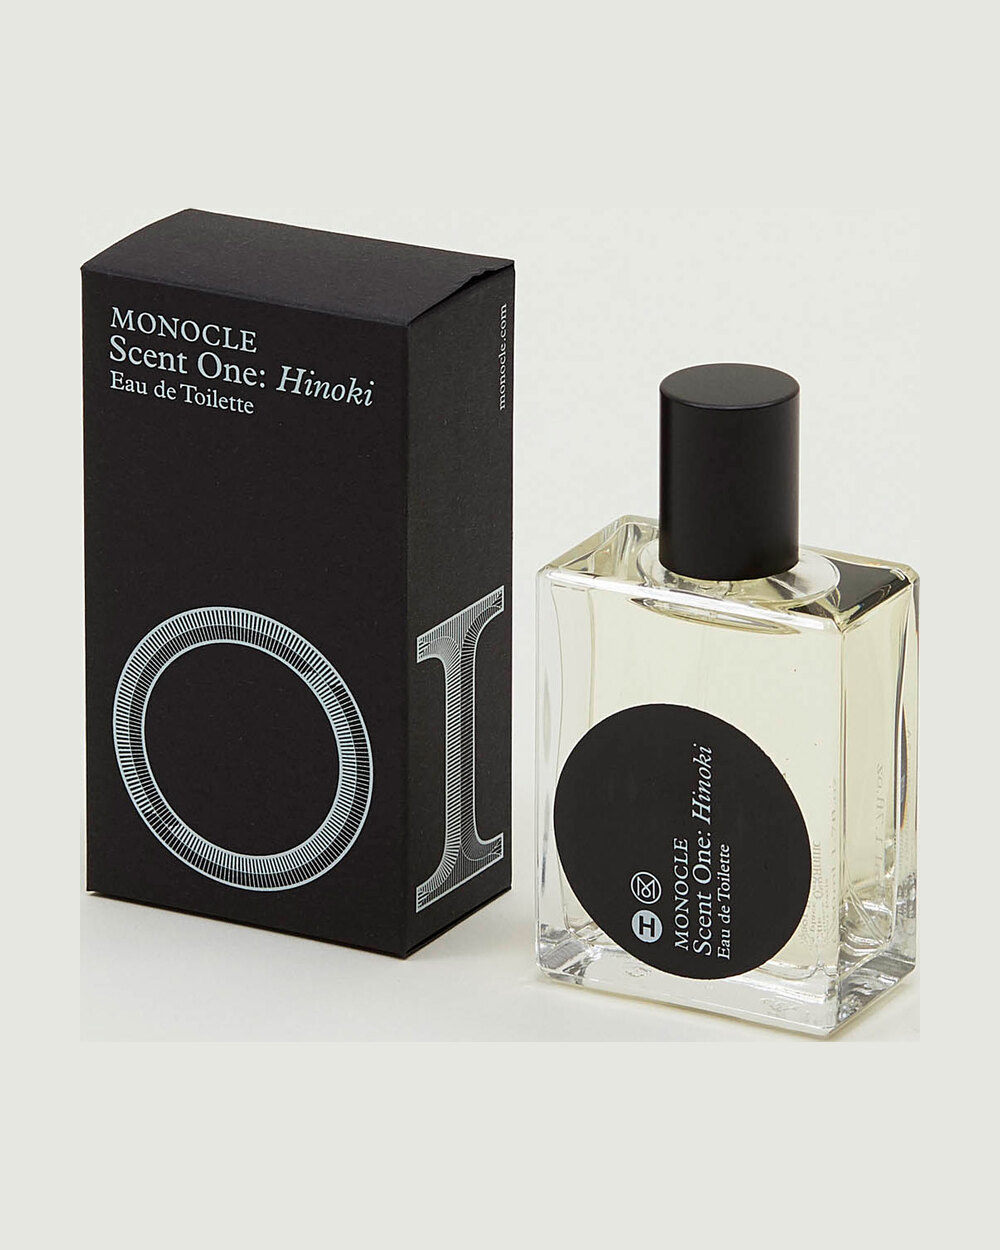 MONOCLE
Scent One: Hinoki
Eau de Toilette
monocle.com
O
I
H
MONOCLE
Scent One: Hinoki
Eau de Toilette